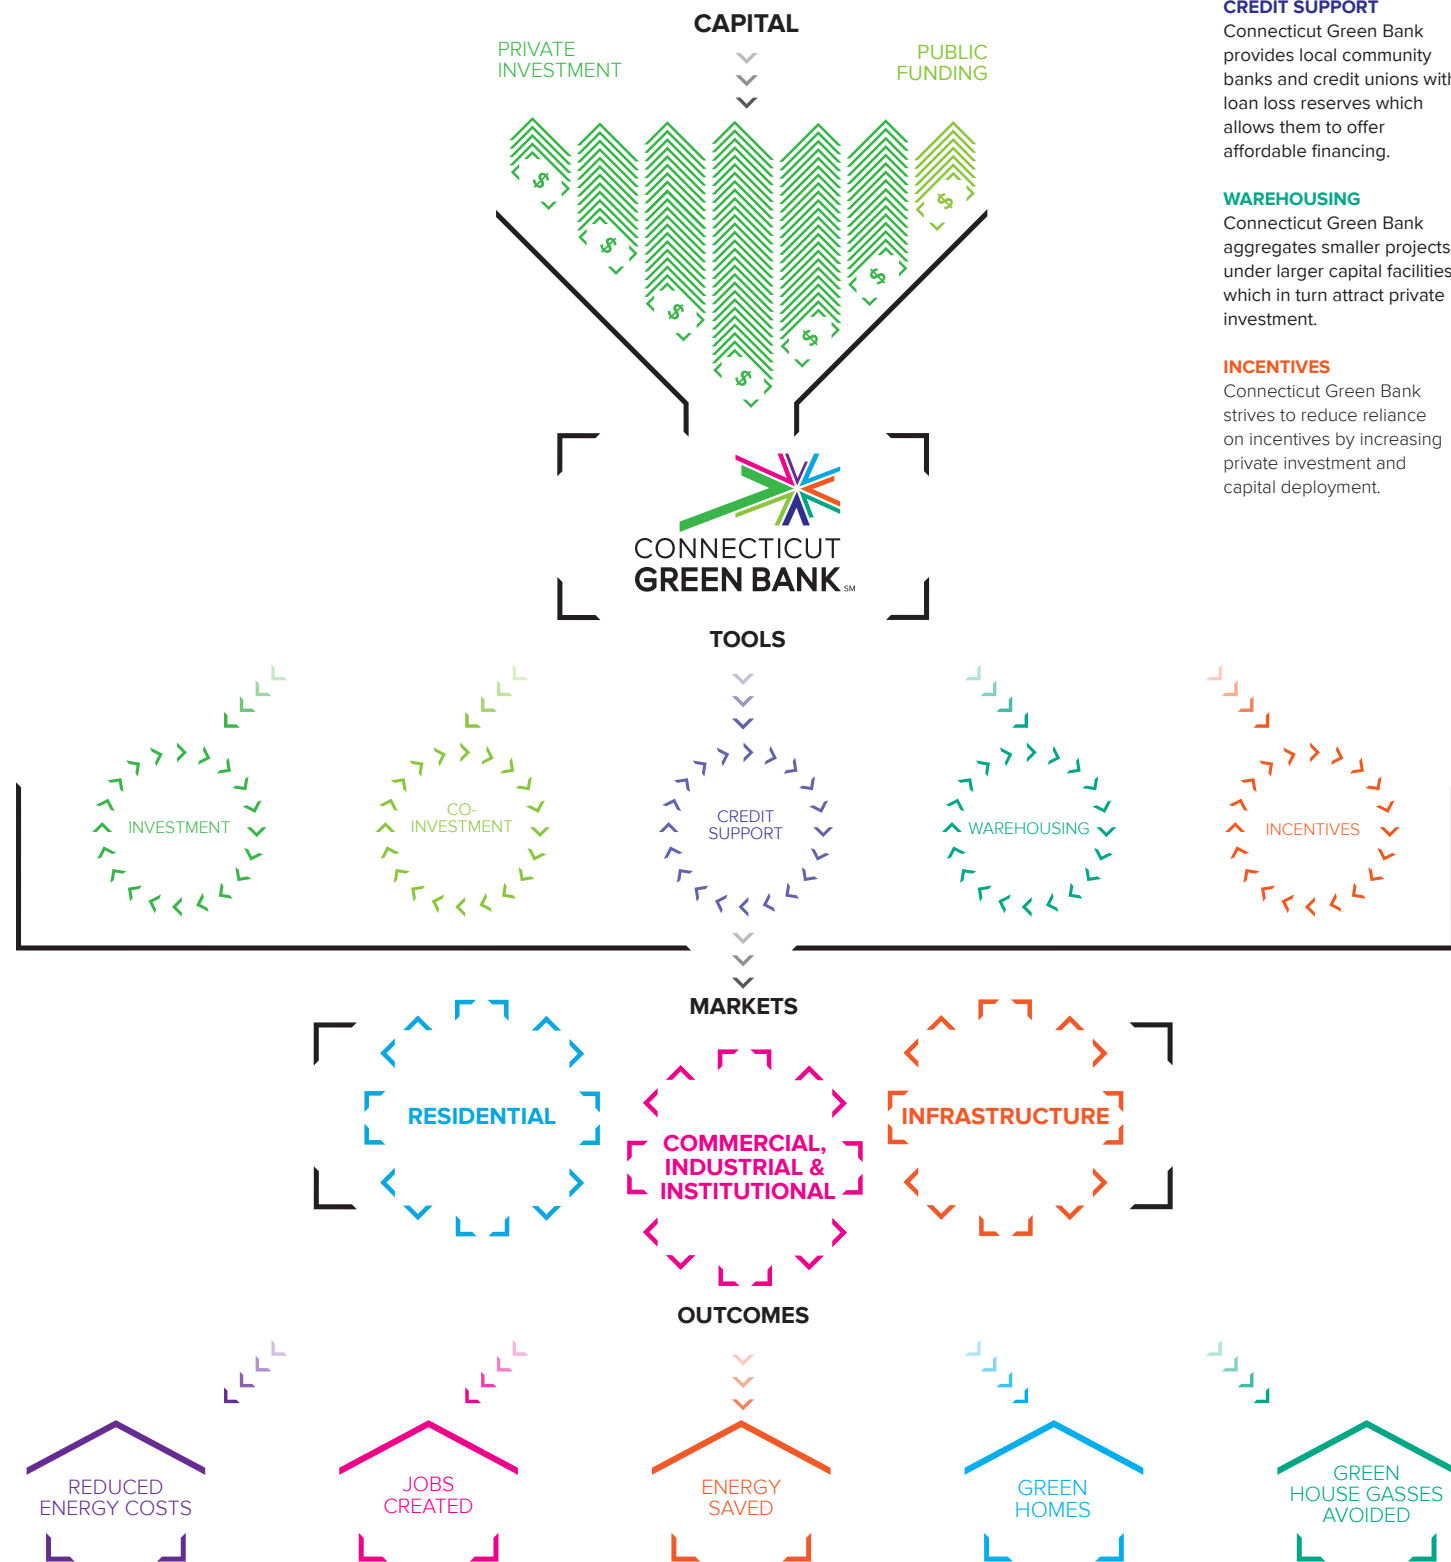 CAPITAL
PRIVATE
INVESTMENT
PUBLIC
FUNDING
$
$
$
$
$
$
$
CREDIT SUPPORT
Connecticut Green Bank
provides local community
banks and credit unions with
loan loss reserves which
allows them to offer
affordable financing.
WAREHOUSING
Connecticut Green Bank
aggregates smaller projects
under larger capital facilities
which in turn attract private
investment.
INCENTIVES
Connecticut Green Bank
strives to reduce reliance
on incentives by increasing
private investment and
capital deployment.
CONNECTICUT
GREEN BANK SM
TOOLS
INVESTMENT
CO-
INVESTMENT
CREDIT
SUPPORT
WAREHOUSING
INCENTIVES
MARKETS
RESIDENTIAL
COMMERCIAL,
INDUSTRIAL &
INSTITUTIONAL
INFRASTRUCTURE
OUTCOMES
REDUCED
ENERGY COSTS
JOBS
CREATED
ENERGY
SAVED
GREEN
HOMES
GREEN
HOUSE GASSES
AVOIDED